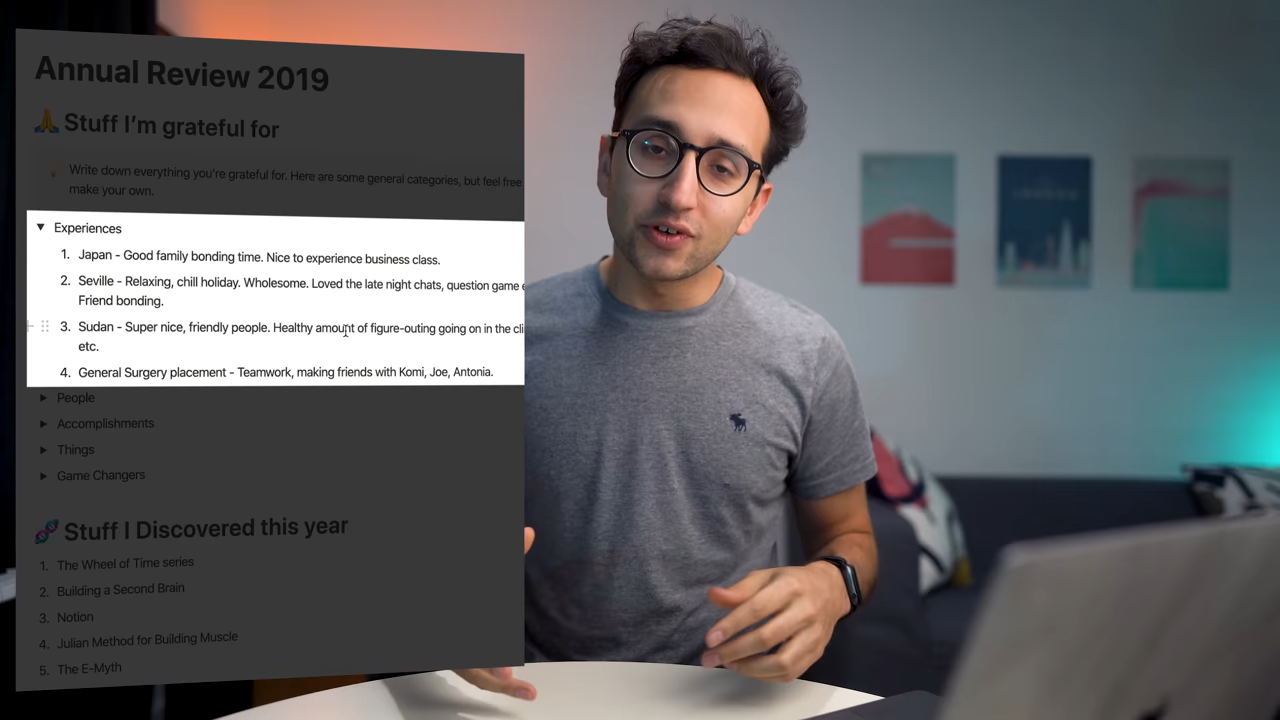 Annual Review 2019
🙏 Stuff I'm grateful for
Write down everything you're grateful for. Here are some general categories, but feel free
make your own.
▼ Experiences
1. Japan - Good family bonding time. Nice to experience business class.
2. Seville - Relaxing, chill holiday. Wholesome. Loved the late night chats, question game
Friend bonding.
3. Sudan - Super nice, friendly people. Healthy amount of figure-outing going on in the
etc.
4. General Surgery placement - Teamwork, making friends with Komi, Joe, Antonia.
▶ People
▶ Accomplishments
▶ Things
▶ Game Changers
🧬 Stuff I Discovered this year
1. The Wheel of Time series
2. Building a Second Brain
3. Notion
4. Julian Method for Building Muscle
5. The E-Myth
LONDON